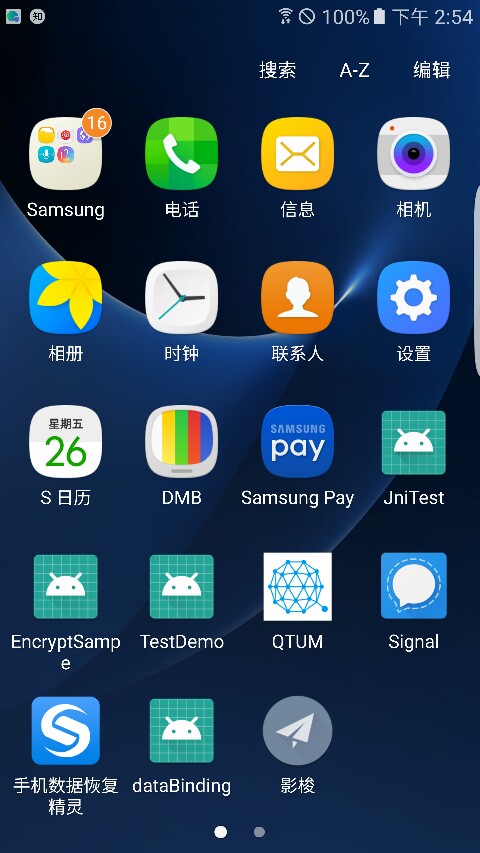 知 100% 下午 2:54
搜索 A-Z 编辑
16
Samsung 电话 信息 相机
相册 时钟 联系人 设置
星期五
26
SAMSUNG
pay
S 日历 DMB Samsung Pay JniTest
EncryptSamp
e
TestDemo QTUM Signal
手机数据恢复
精灵
dataBinding 影梭